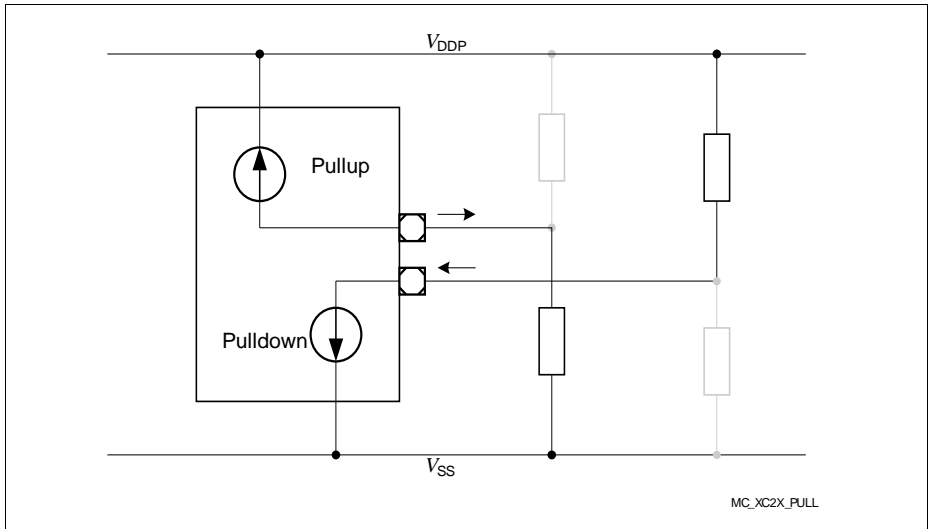 VDDP
Pullup
Pulldown
VSS
MC_XC2X_PULL